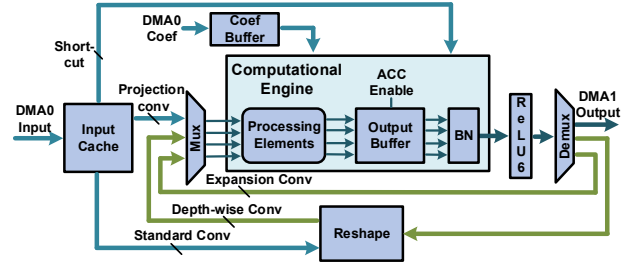 DMA0
Coef
Coef
Buffer
Short-
cut
Projection
conv
DMA0
Input
Input
Cache
Mux
Computational
Engine
ACC
Enable
Processing
Elements
Output
Buffer
BN
ReLU6
Demux
DMA1
Output
Expansion Conv
Depth-wise Conv
Standard Conv
Reshape